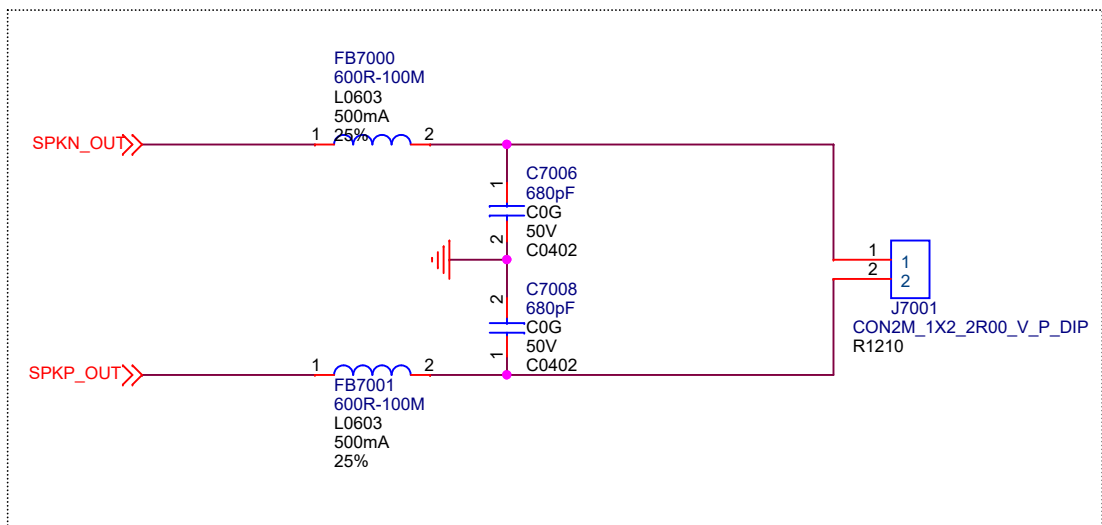 FB7000
600R-100M
L0603
500mA
25%
SPKN_OUT
1
2
1
C7006
680pF
C0G
50V
C0402
2
1
2
1
2
J7001
CON2M_1X2_2R00_V_P_DIP
R1210
2
C7008
680pF
C0G
50V
C0402
1
SPKP_OUT
1
2
FB7001
600R-100M
L0603
500mA
25%